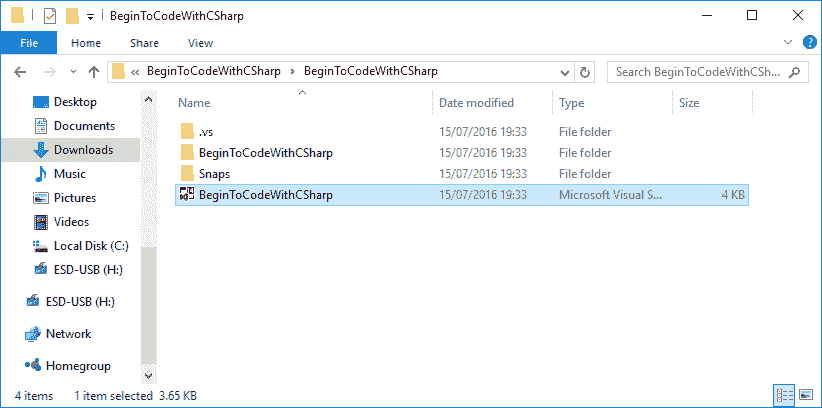 BeginToCodeWithCSharp
File Home Share View
« BeginToCodeWithCSharp › BeginToCodeWithCSharp Search BeginToCodeWithCSh...
Name Date modified Type Size
Desktop
Documents
Downloads
Music
Pictures
Videos
Local Disk (C:)
ESD-USB (H:)
ESD-USB (H:)
Network
Homegroup
.vs 15/07/2016 19:33 File folder
BeginToCodeWithCSharp 15/07/2016 19:33 File folder
Snaps 15/07/2016 19:33 File folder
BeginToCodeWithCSharp 15/07/2016 19:33 Microsoft Visual S... 4 KB
4 items 1 item selected 3.65 KB